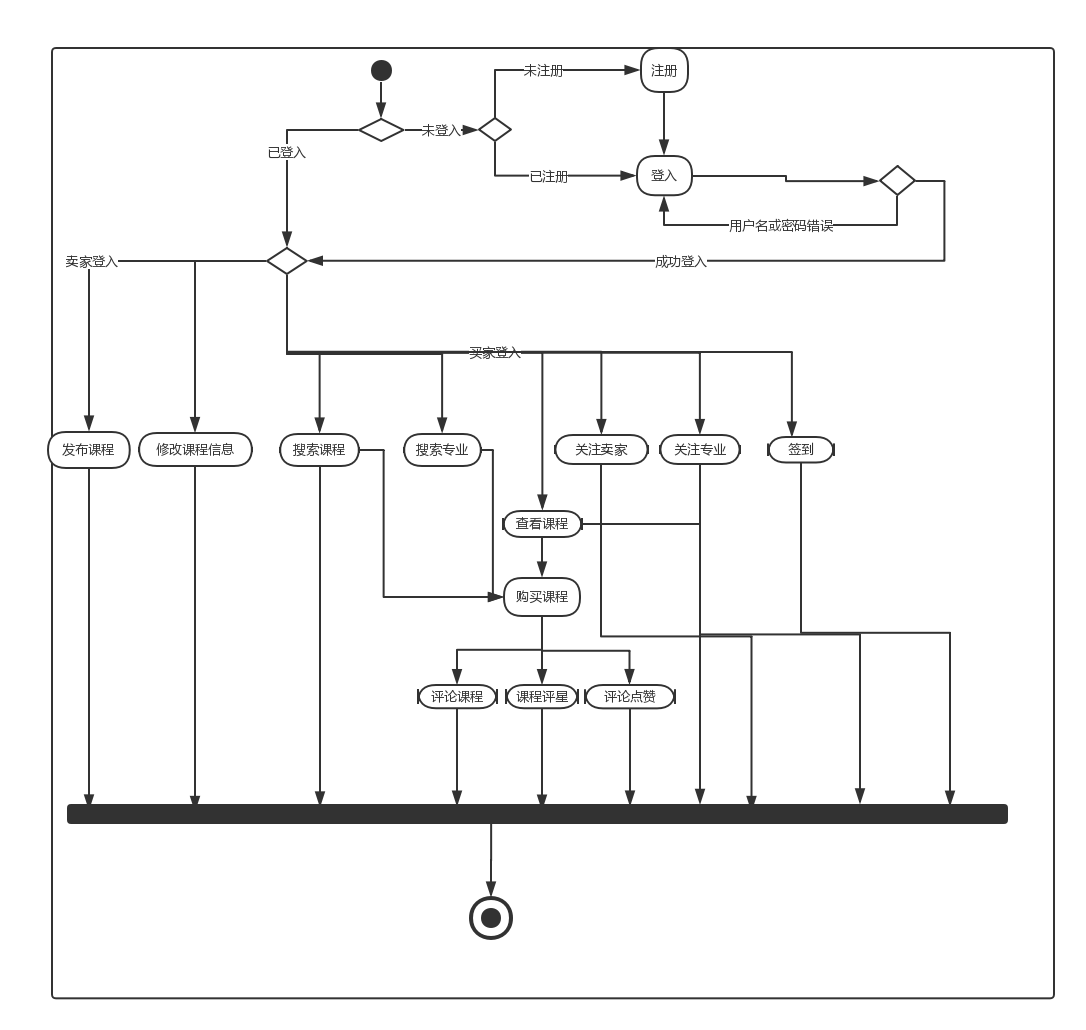 未注册
注册
未登入
已登入
已注册
登入
用户名或密码错误
卖家登入
成功登入
买家登入
发布课程
修改课程信息
搜索课程
搜索专业
关注卖家
关注专业
签到
查看课程
购买课程
评论课程
课程评星
评论点赞